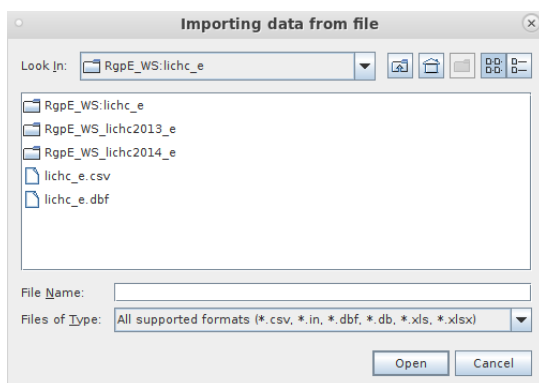 Importing data from file
Look In: RgpE_WS:lichc_e
RgpE_WS:lichc_e
RgpE_WS_lichc2013_e
RgpE_WS_lichc2014_e
lichc_e.csv
lichc_e.dbf
File Name:
Files of Type: All supported formats (*.csv, *.in, *.dbf, *.db, *.xls, *.xlsx)
Open Cancel